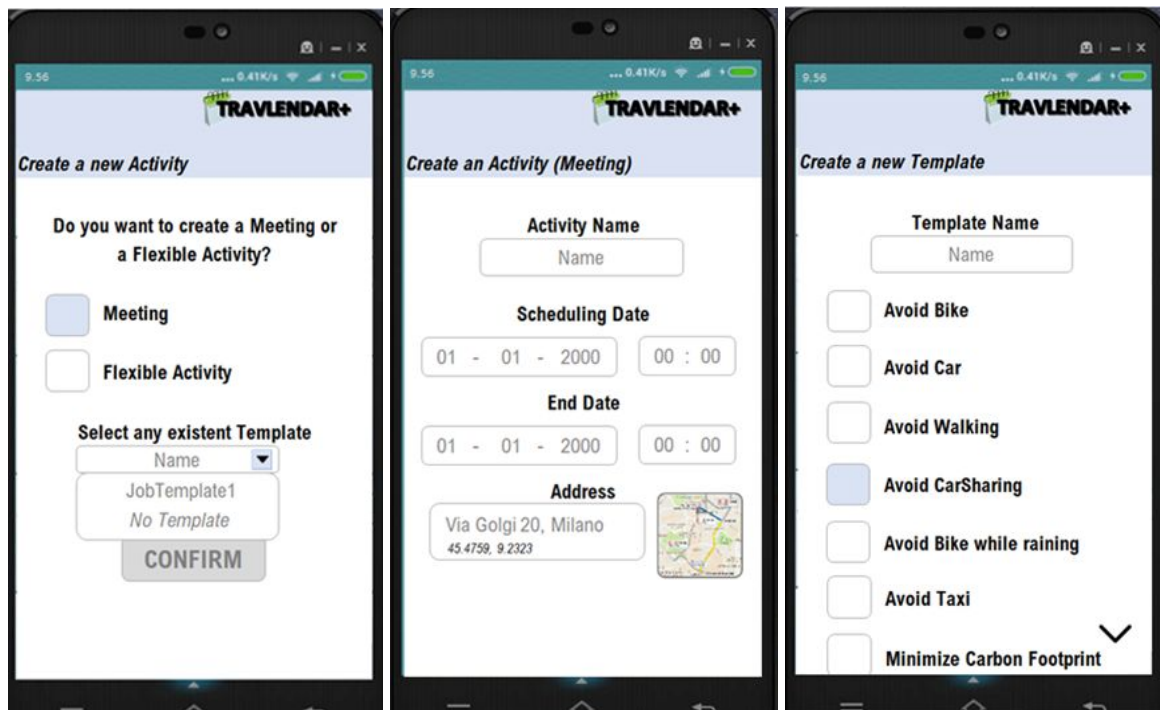 9.56
... 0.41K/s
TRAVLENDAR+
Create a new Activity
Do you want to create a Meeting or
a Flexible Activity?
Meeting
Flexible Activity
Select any existent Template
Name
JobTemplate1
No Template
CONFIRM
9.56
... 0.41K/s
TRAVLENDAR+
Create an Activity (Meeting)
Activity Name
Name
Scheduling Date
01 - 01 - 2000 00 : 00
End Date
01 - 01 - 2000 00 : 00
Address
Via Golgi 20, Milano
45.4759, 9.2323
9.56
... 0.41K/s
TRAVLENDAR+
Create a new Template
Template Name
Name
Avoid Bike
Avoid Car
Avoid Walking
Avoid CarSharing
Avoid Bike while raining
Avoid Taxi
Minimize Carbon Footprint